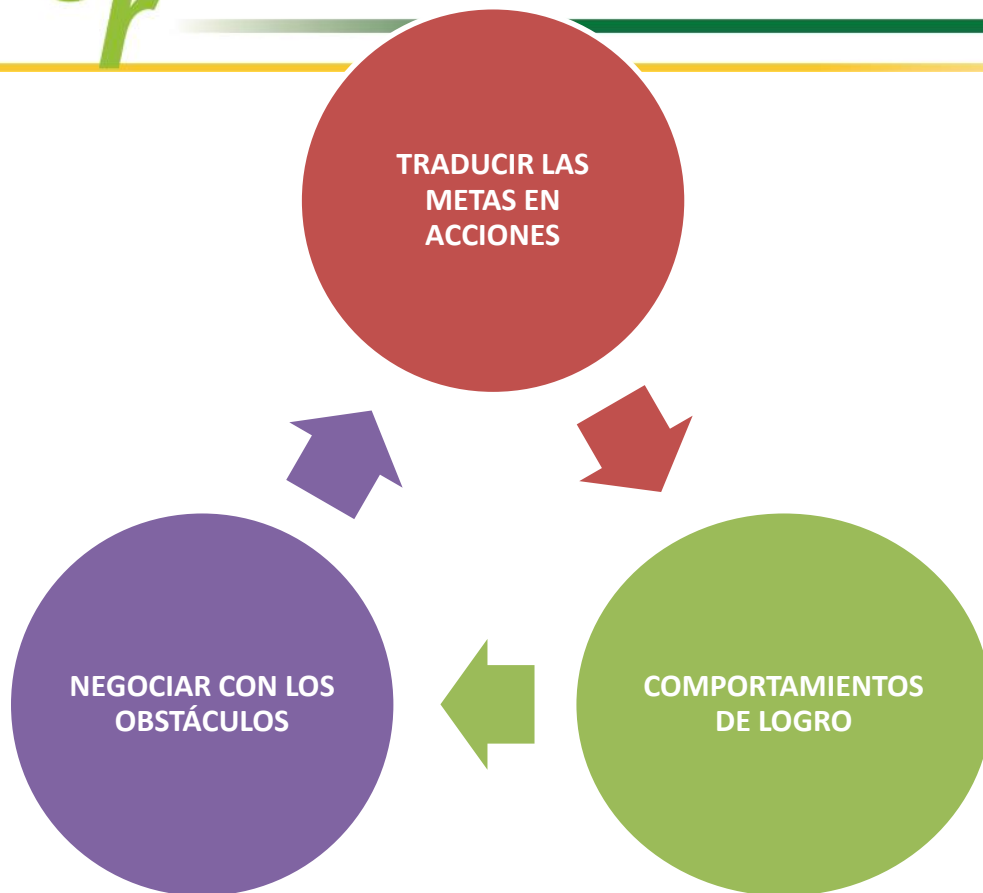 TRADUCIR LAS
METAS EN
ACCIONES
NEGOCIAR CON LOS
OBSTÁCULOS
COMPORTAMIENTOS
DE LOGRO